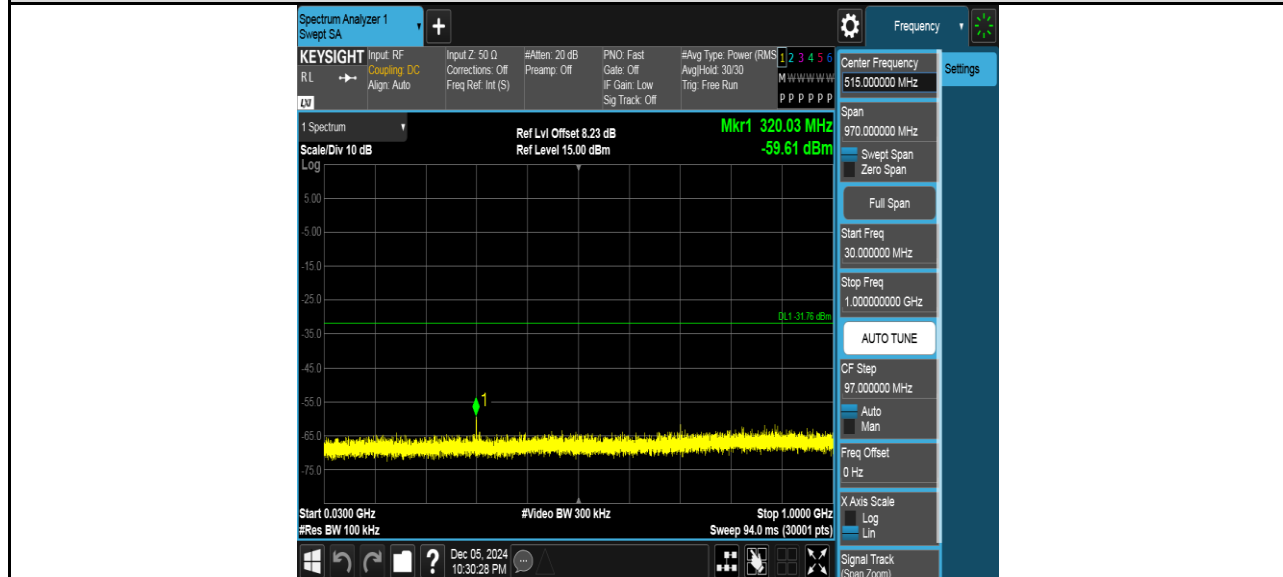 Spectrum Analyzer 1
Swept SA
+
Frequency
KEYSIGHT
RL
LXI
Input: RF
Coupling: DC
Align: Auto
Input Z: 50 Ω
Corrections: Off
Freq Ref: Int (S)
#Atten: 20 dB
Preamp: Off
PNO: Fast
Gate: Off
IF Gain: Low
Sig Track: Off
#Avg Type: Power (RMS
Avg|Hold: 30/30
Trig: Free Run
1 2 3 4 5 6
M W W W W W
P P P P P P
1 Spectrum
Scale/Div 10 dB
Log
Ref Lvl Offset 8.23 dB
Ref Level 15.00 dBm
Mkr1 320.03 MHz
-59.61 dBm
5.00
-5.00
-15.0
-25.0
-35.0
-45.0
-55.0
-65.0
-75.0
DL1 -31.76 dBm
1
Start 0.0300 GHz
#Res BW 100 kHz
#Video BW 300 kHz
Stop 1.0000 GHz
Sweep 94.0 ms (30001 pts)
?
Dec 05, 2024
10:30:28 PM
Center Frequency
515.000000 MHz
Settings
Span
970.000000 MHz
Swept Span
Zero Span
Full Span
Start Freq
30.000000 MHz
Stop Freq
1.000000000 GHz
AUTO TUNE
CF Step
97.000000 MHz
Auto
Man
Freq Offset
0 Hz
X Axis Scale
Log
Lin
Signal Track
(Span Zoom)